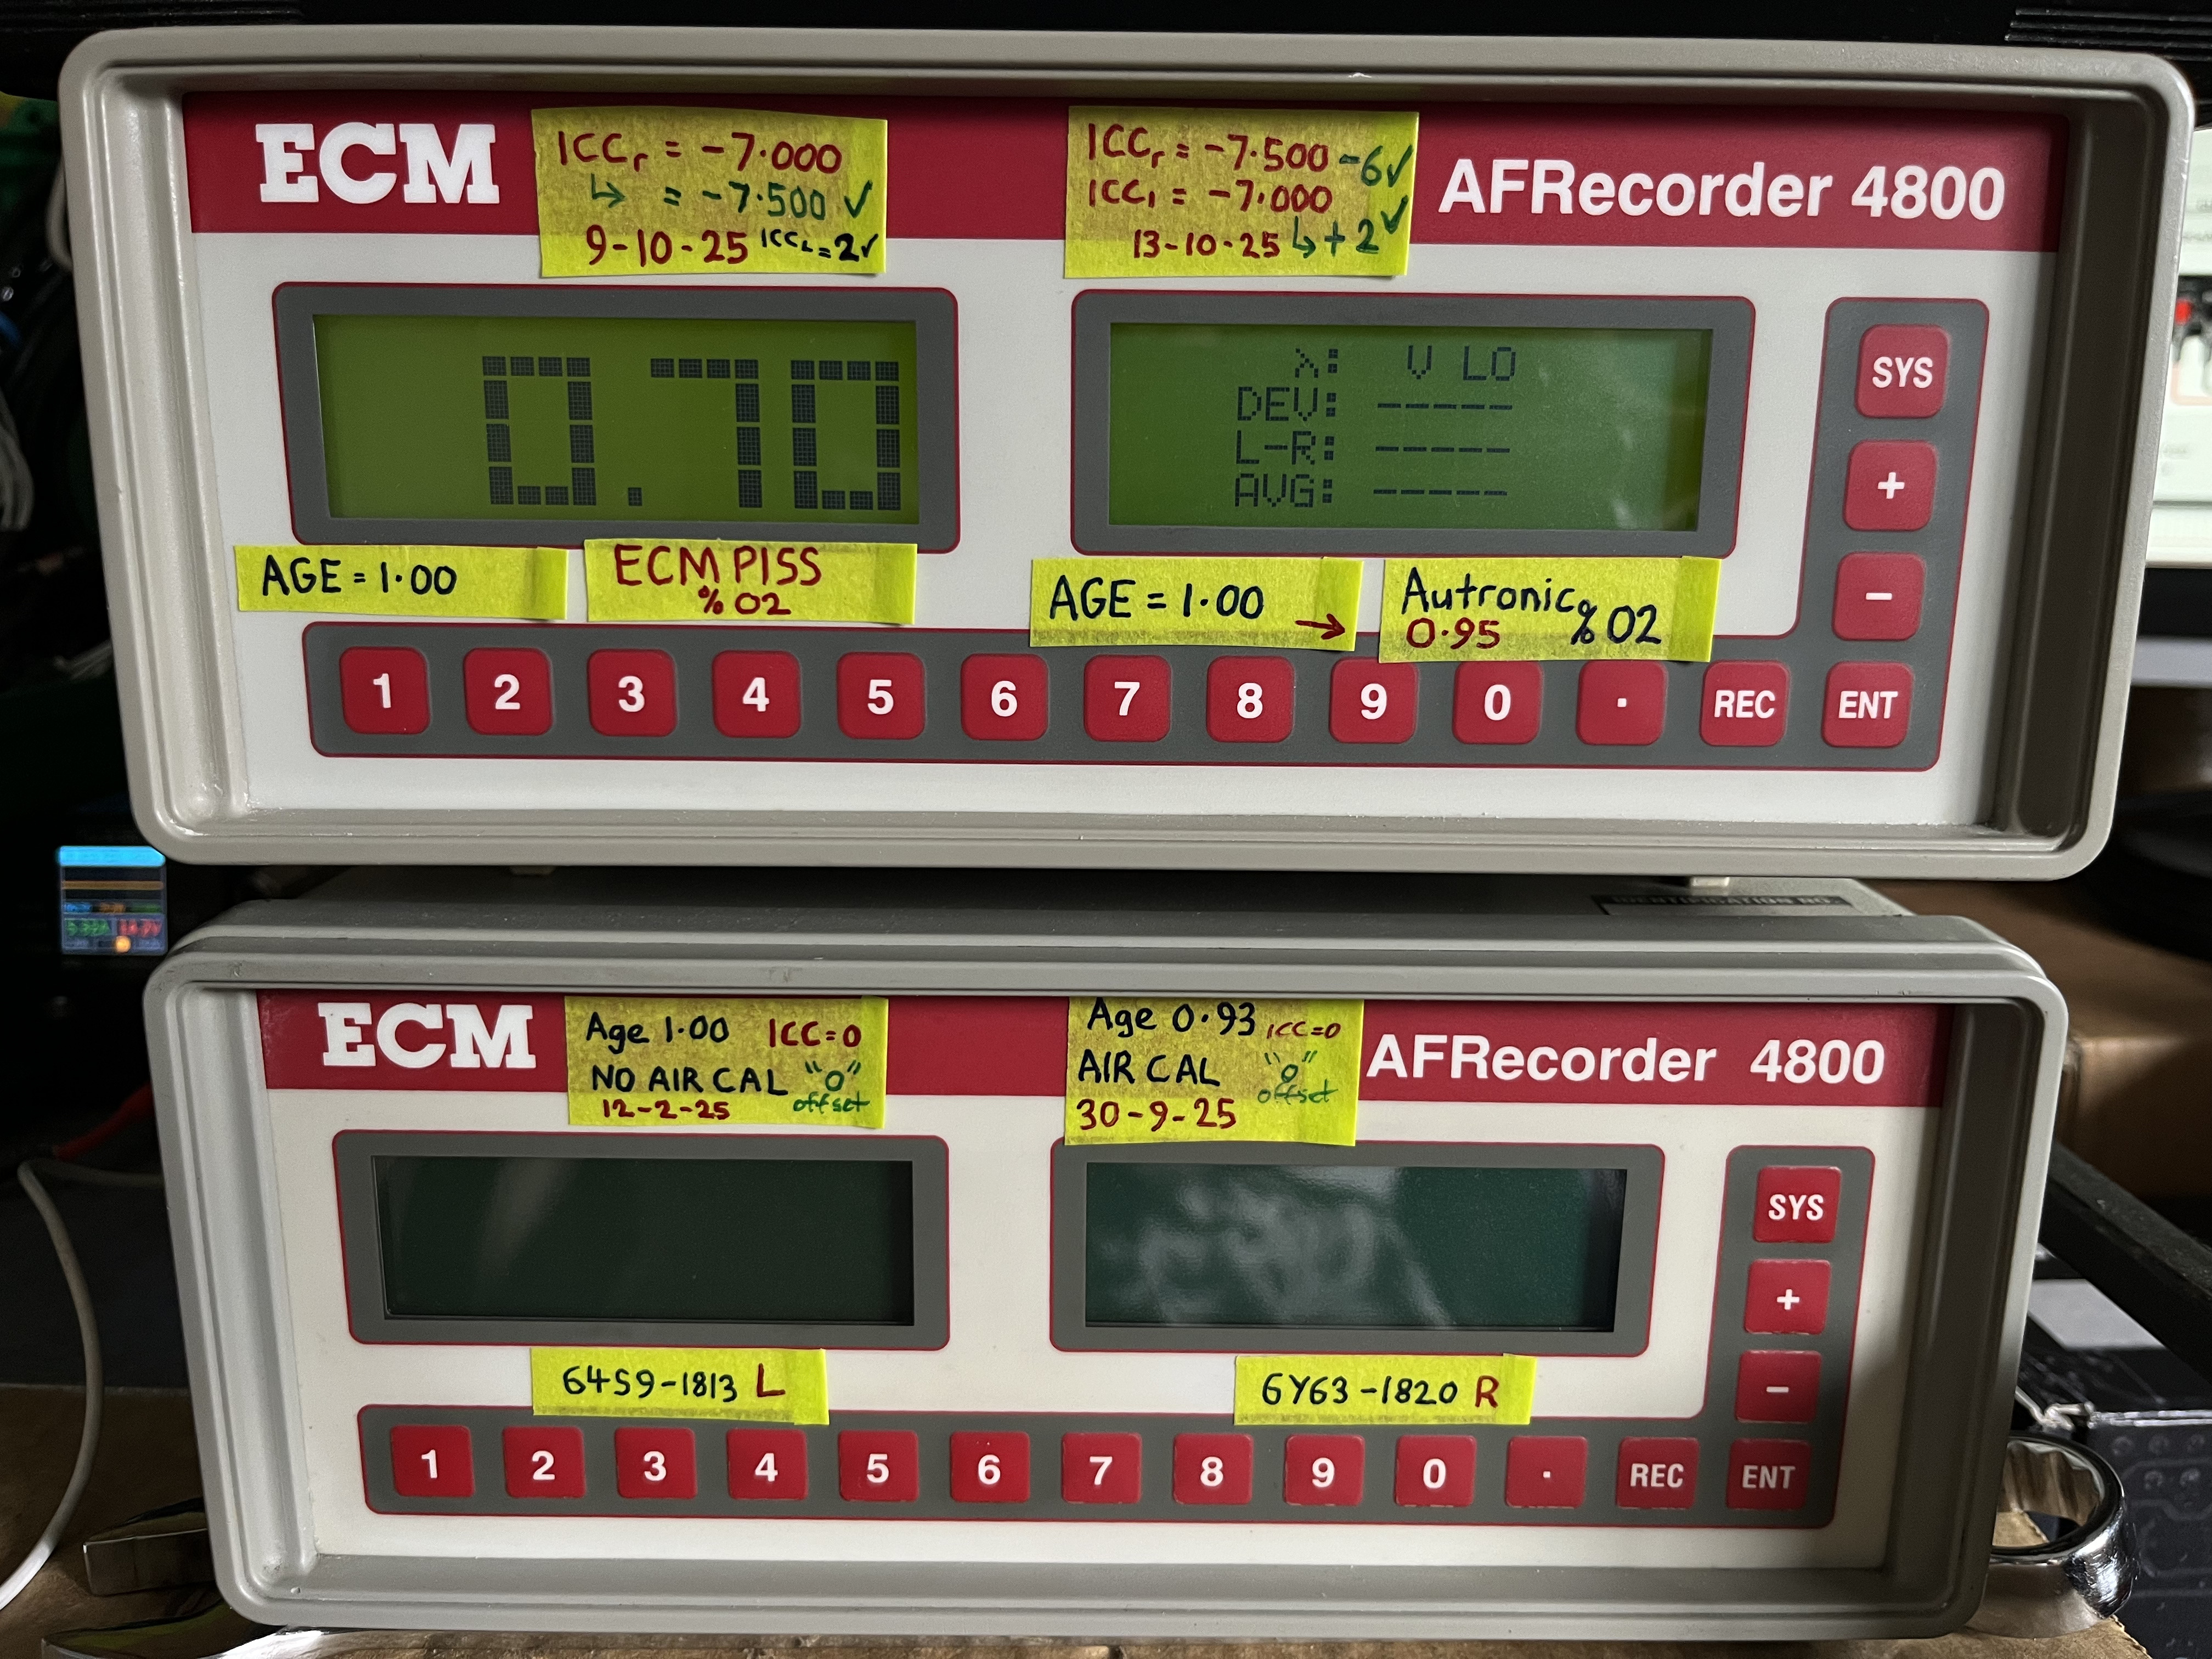 ECM
ICCr = -7.000
↳ = -7.500 ✓
9-10-25 ICCL=2✓
ICCr = -7.500 -6✓
ICC1 = -7.000
13-10-25 ↳+2✓
AFRecorder 4800
0.70
λ: V LO
DEV: -----
L-R: -----
AVG: -----
SYS
+
-
AGE = 1.00
ECM PISS
% O2
AGE = 1.00 →
Autronic
0.95 % O2
1 2 3 4 5 6 7 8 9 0 . REC ENT
IDENTIFICATION NO.
ECM
Age 1.00 ICC=0
NO AIR CAL "0"
12-2-25 offset
Age 0.93 ICC=0
AIR CAL "0"
30-9-25 offset
AFRecorder 4800
SYS
+
-
64S9-1813 L
6Y63-1820 R
1 2 3 4 5 6 7 8 9 0 . REC ENT